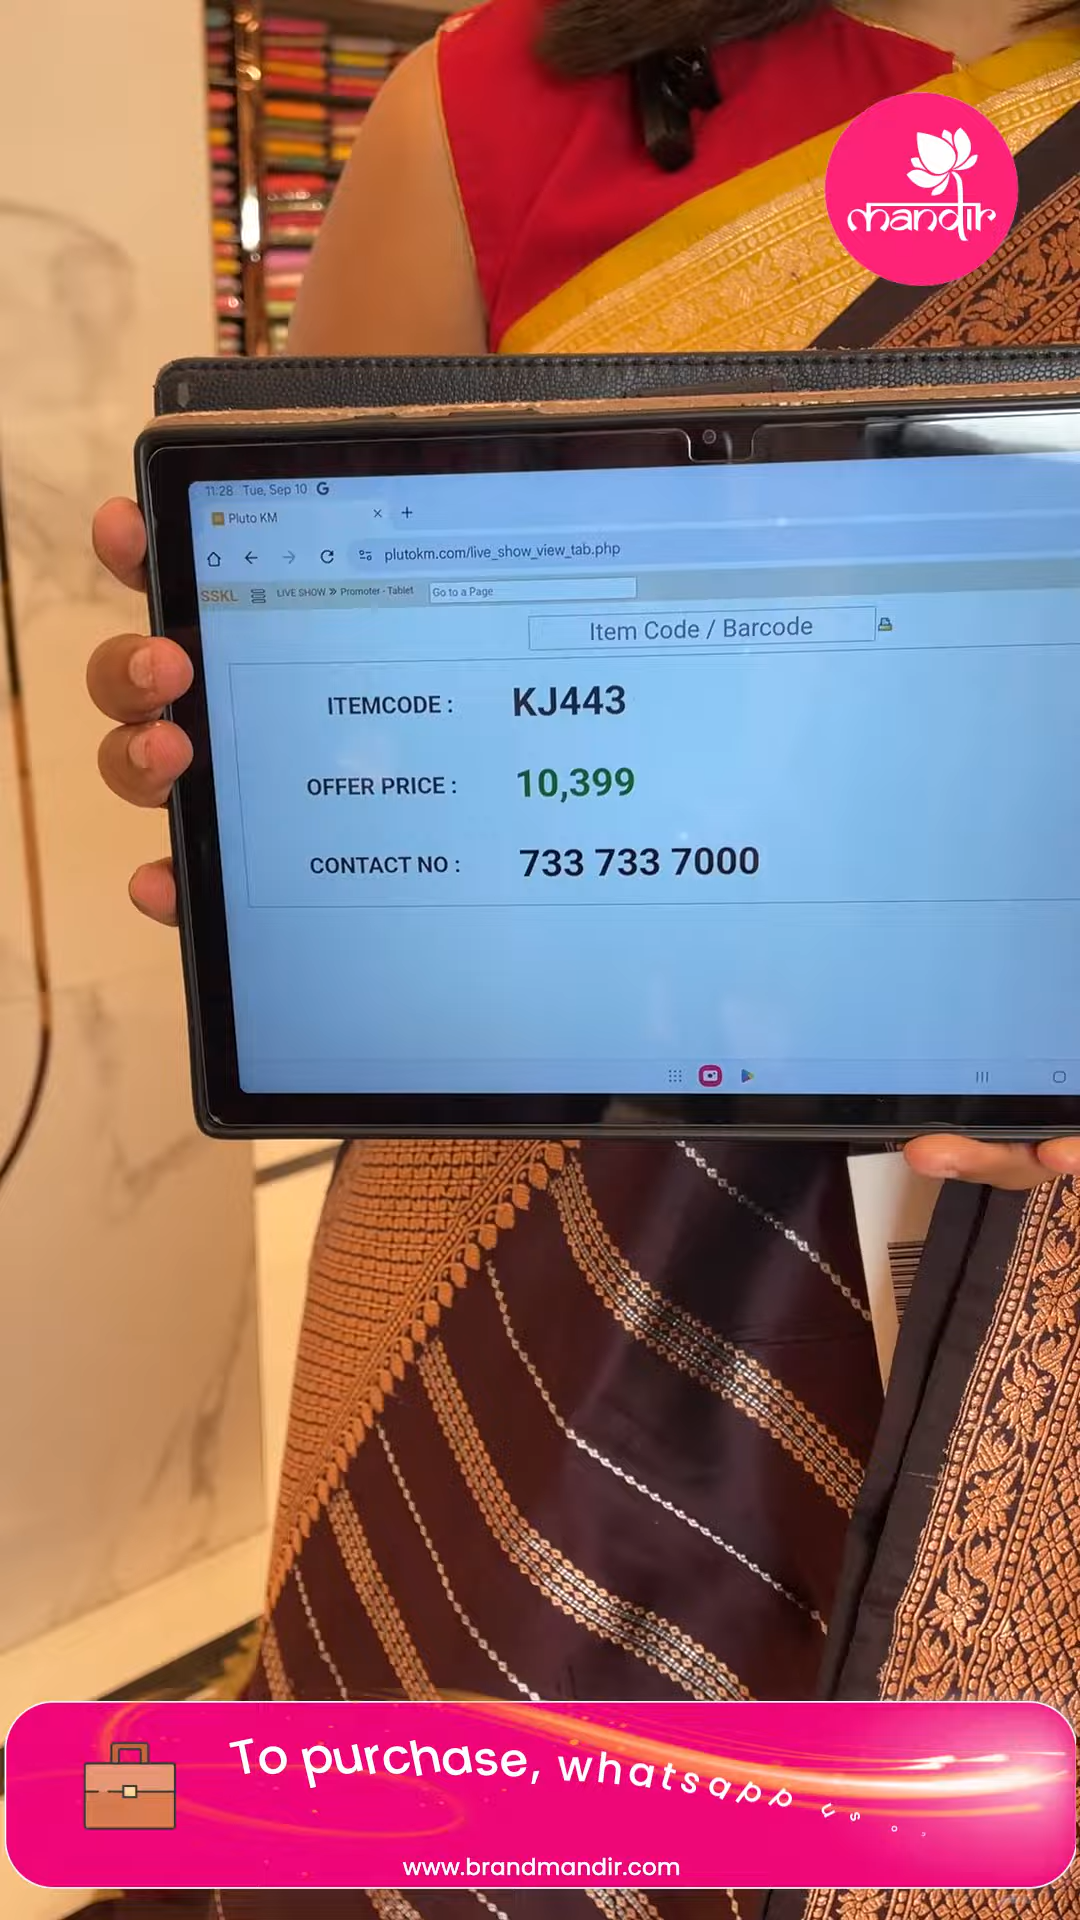 mandir
11:28 Tue, Sep 10 G
Pluto KM
plutokm.com/live_show_view_tab.php
SSKL LIVE SHOW » Promoter - Tablet Go to a Page
Item Code / Barcode
ITEMCODE : KJ443
OFFER PRICE : 10,399
CONTACT NO : 733 733 7000
To purchase, whatsapp us
www.brandmandir.com